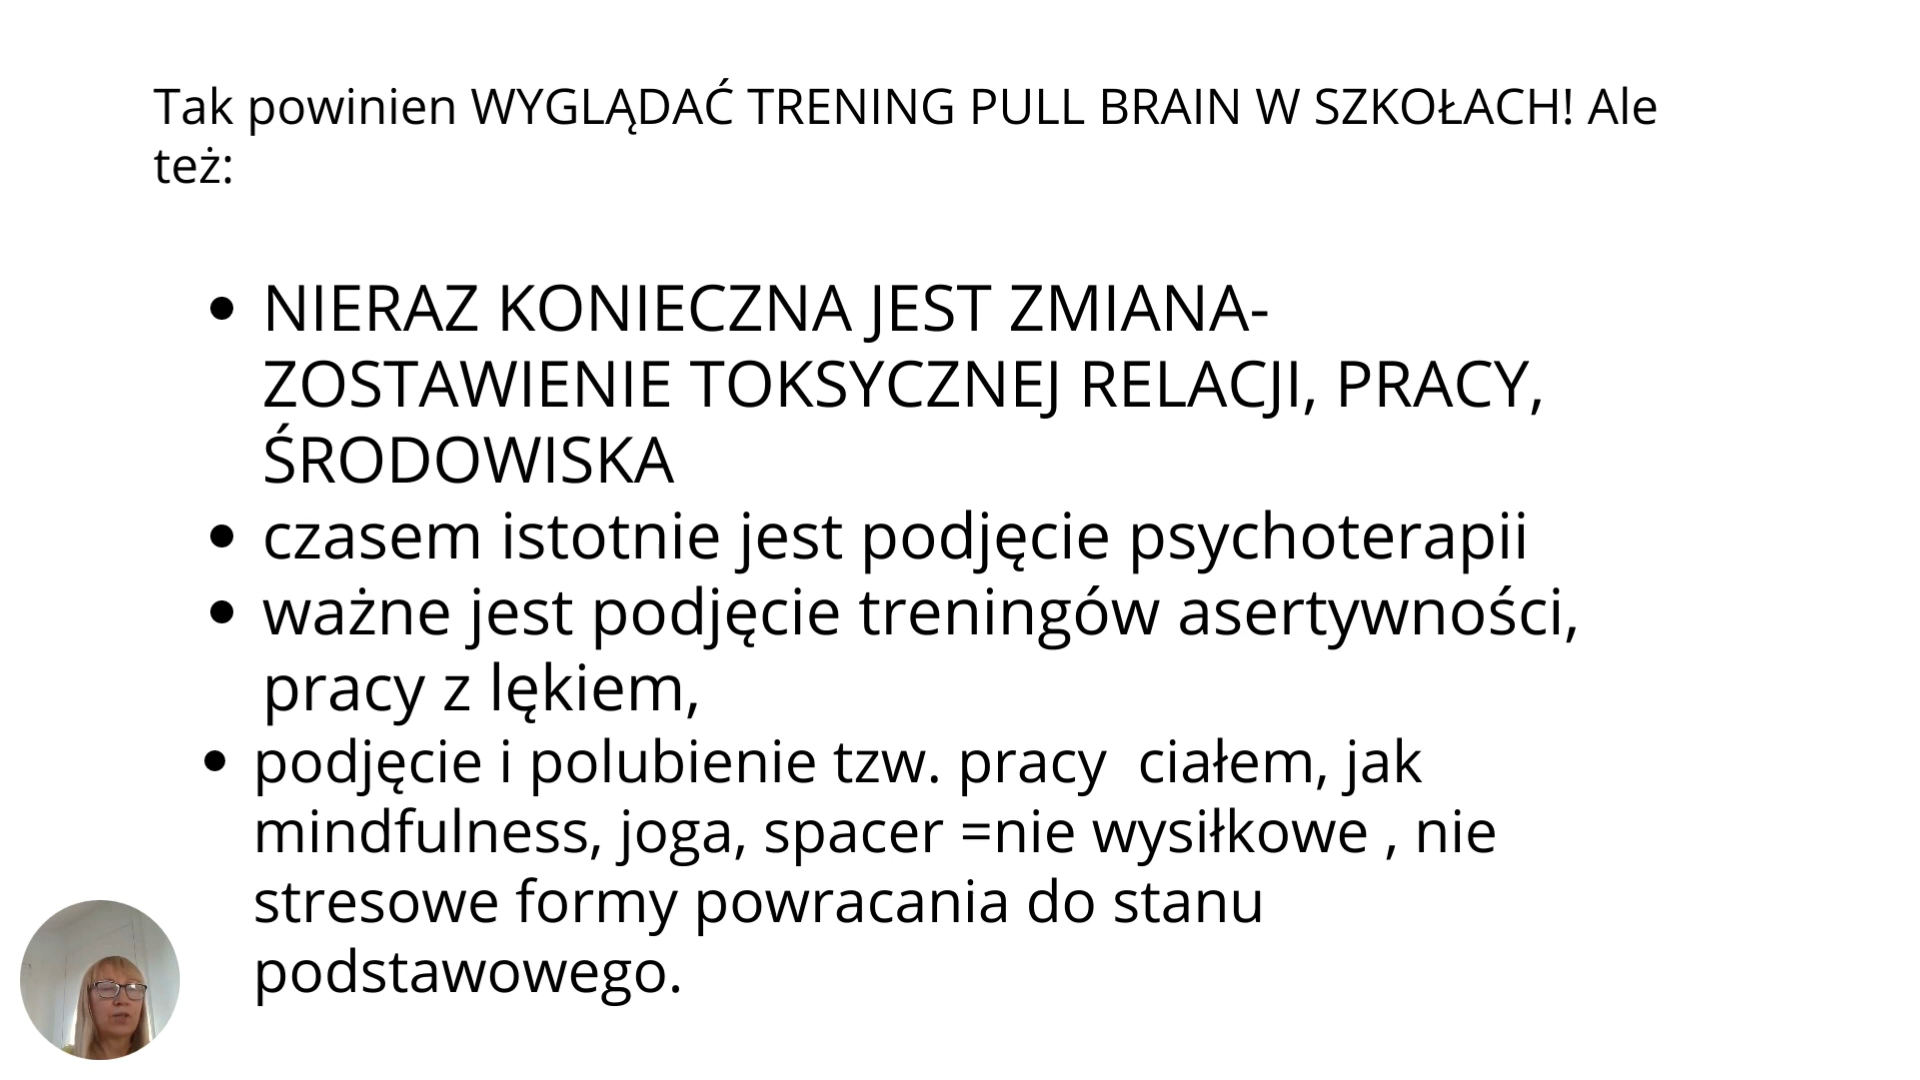 Tak powinien WYGLĄDAĆ TRENING PULL BRAIN W SZKOŁACH! Ale
też:
• NIERAZ KONIECZNA JEST ZMIANA-
ZOSTAWIENIE TOKSYCZNEJ RELACJI, PRACY,
ŚRODOWISKA
• czasem istotnie jest podjęcie psychoterapii
• ważne jest podjęcie treningów asertywności,
pracy z lękiem,
• podjęcie i polubienie tzw. pracy  ciałem, jak
mindfulness, joga, spacer =nie wysiłkowe , nie
stresowe formy powracania do stanu
podstawowego.